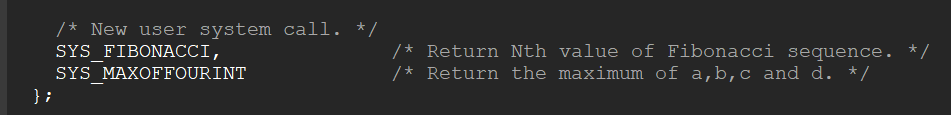 /* New user system call. */
SYS_FIBONACCI, /* Return Nth value of Fibonacci sequence. */
SYS_MAXOFFOURINT /* Return the maximum of a,b,c and d. */
};